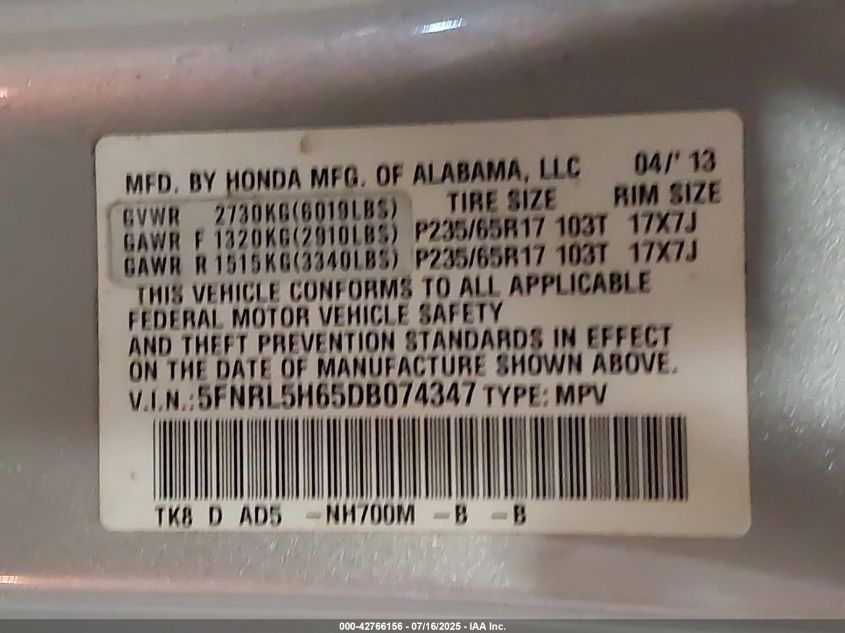 MFD. BY HONDA MFG. OF ALABAMA, LLC 04/' 13
GVWR 2730KG(6019LBS) TIRE SIZE RIM SIZE
GAWR F 1320KG(2910LBS) P235/65R17 103T 17X7J
GAWR R 1515KG(3340LBS) P235/65R17 103T 17X7J
THIS VEHICLE CONFORMS TO ALL APPLICABLE
FEDERAL MOTOR VEHICLE SAFETY
AND THEFT PREVENTION STANDARDS IN EFFECT
ON THE DATE OF MANUFACTURE SHOWN ABOVE.
V.I.N.:5FNRL5H65DB074347 TYPE: MPV
TK8 D AD5 -NH700M -B -B
000-42766156 - 07/16/2025 - IAA Inc.